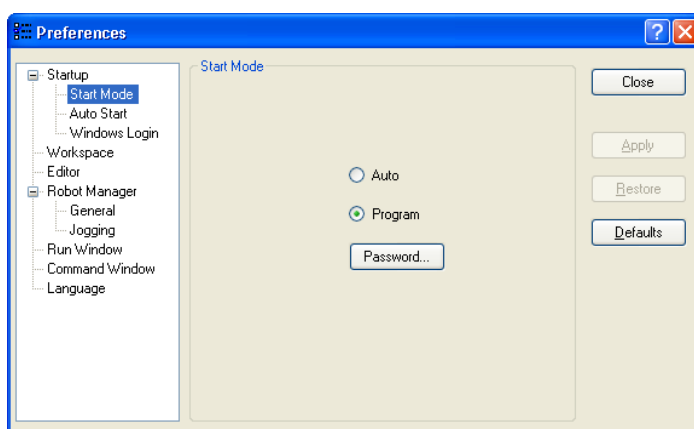 Preferences
Startup
Start Mode
Auto Start
Windows Login
Workspace
Editor
Robot Manager
General
Jogging
Run Window
Command Window
Language
Start Mode
Auto
Program
Password...
Close
Apply
Restore
Defaults